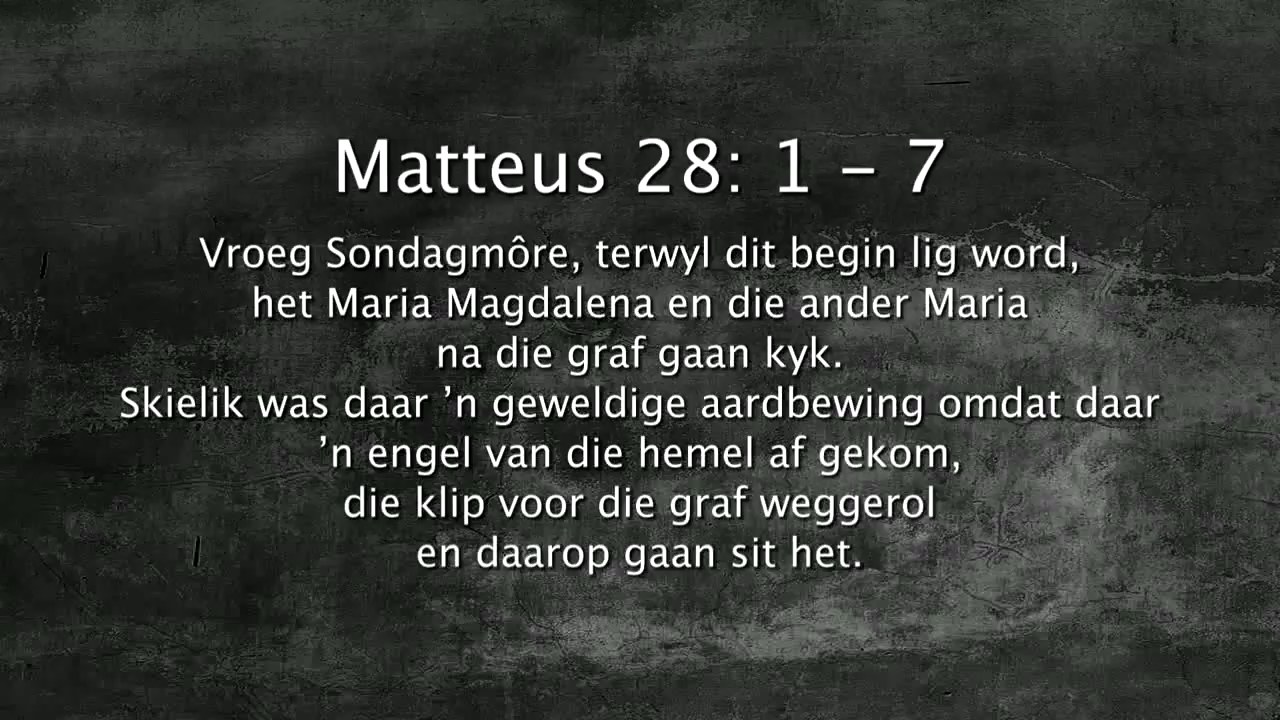 Matteus 28: 1 – 7
Vroeg Sondagmôre, terwyl dit begin lig word,
het Maria Magdalena en die ander Maria
na die graf gaan kyk.
Skielik was daar ’n geweldige aardbewing omdat daar
’n engel van die hemel af gekom,
die klip voor die graf weggerol
en daarop gaan sit het.